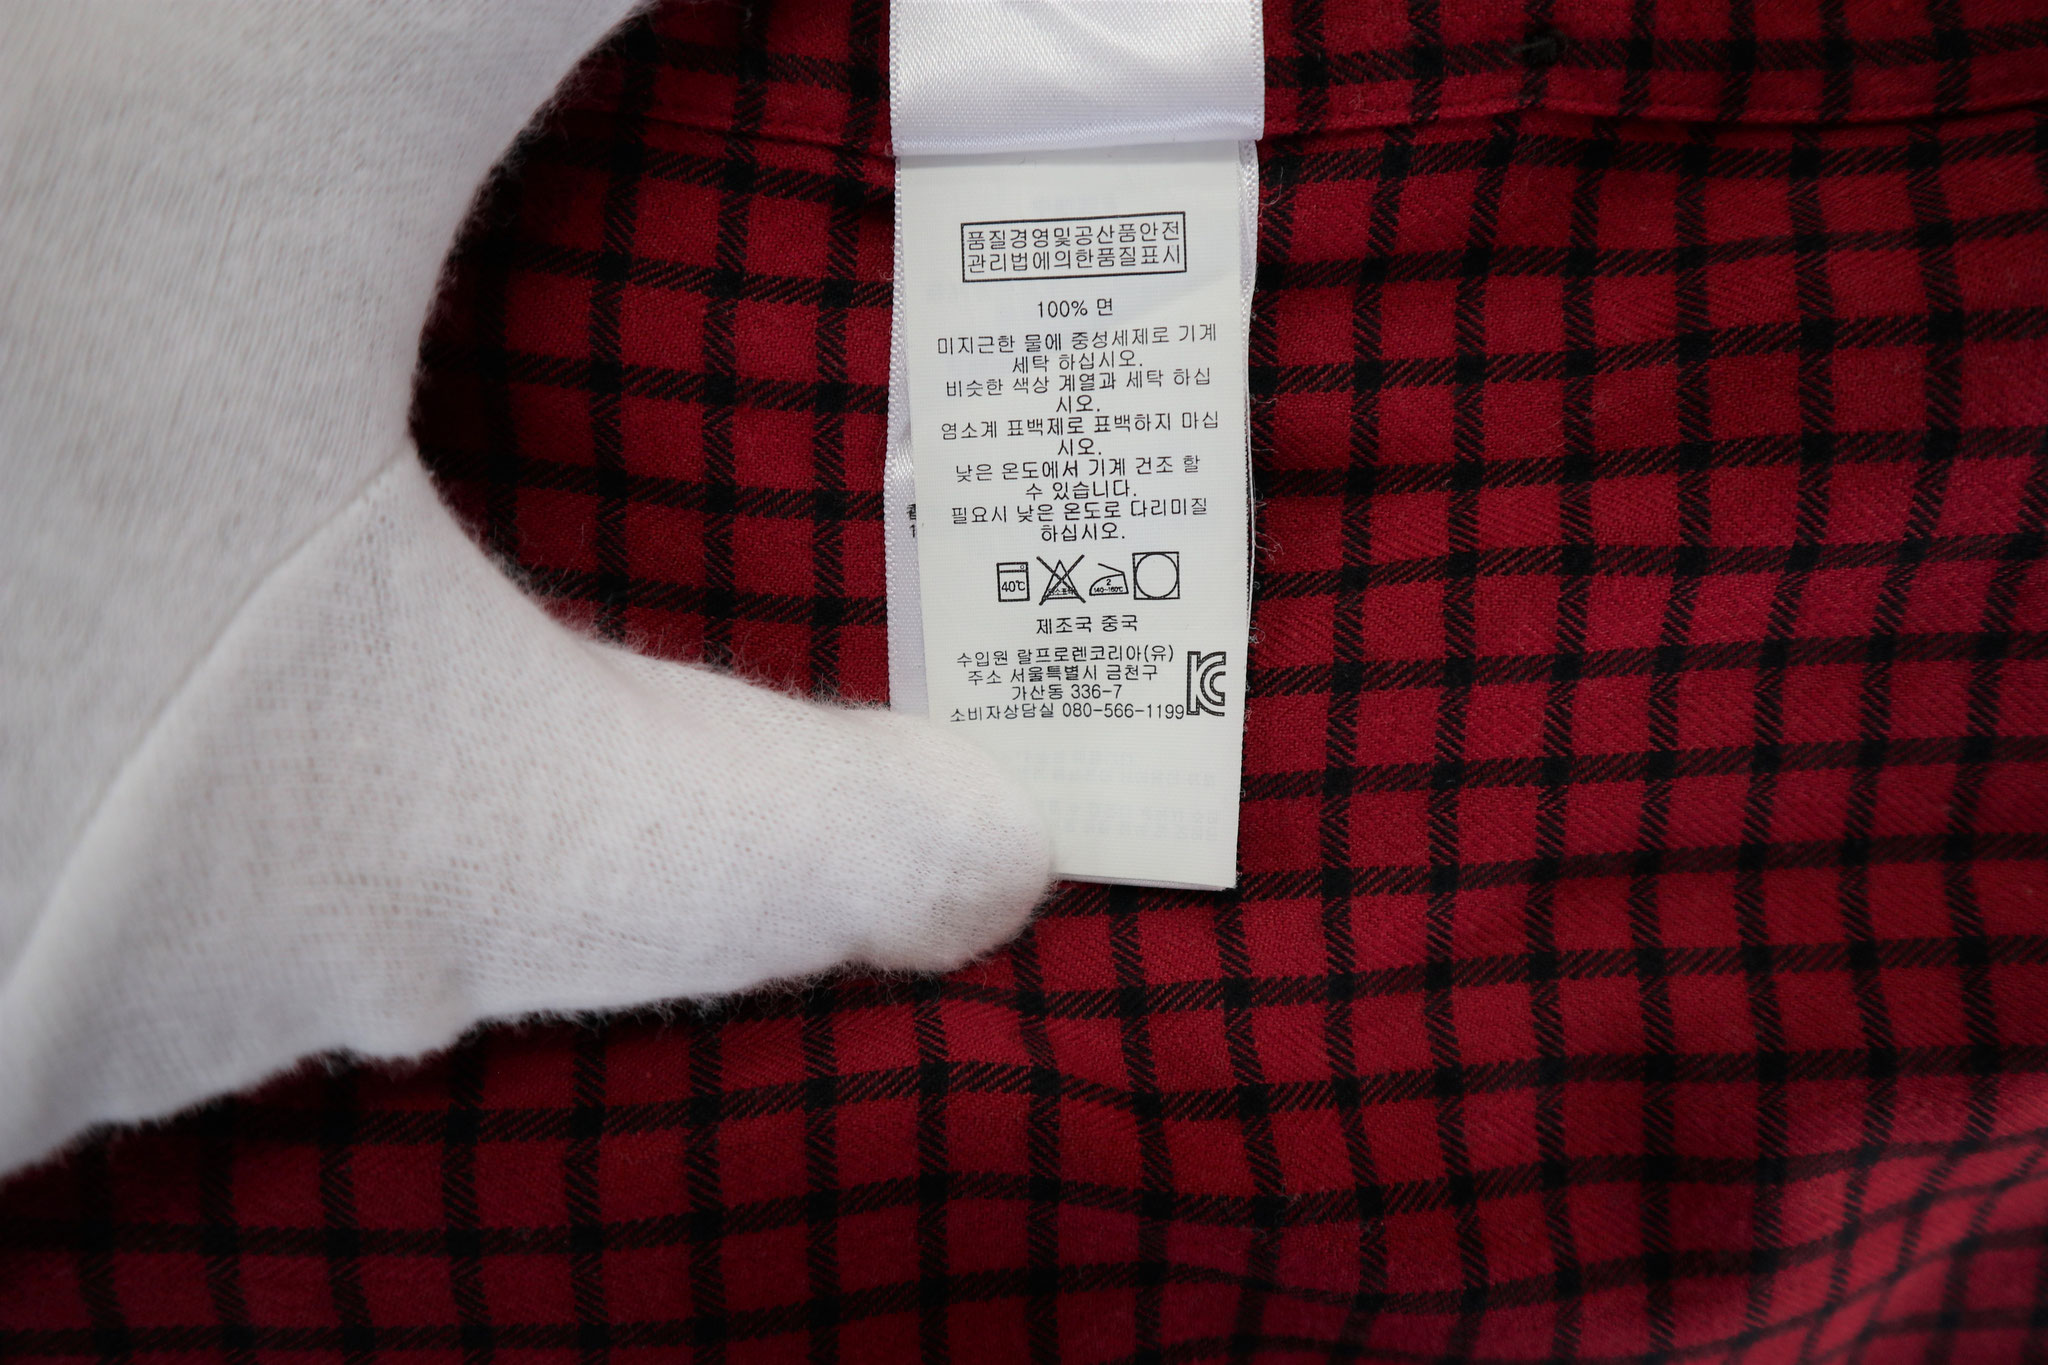 품질경영및공산품안전
관리법에의한품질표시
100% 면
미지근한 물에 중성세제로 기계
세탁 하십시오.
비슷한 색상 계열과 세탁 하십
시오.
염소계 표백제로 표백하지 마십
시오.
낮은 온도에서 기계 건조 할
수 있습니다.
필요시 낮은 온도로 다리미질
하십시오.
40℃
2
140~160℃
제조국 중국
수입원 랄프로렌코리아(유)
주소 서울특별시 금천구
가산동 336-7
소비자상담실 080-566-1199